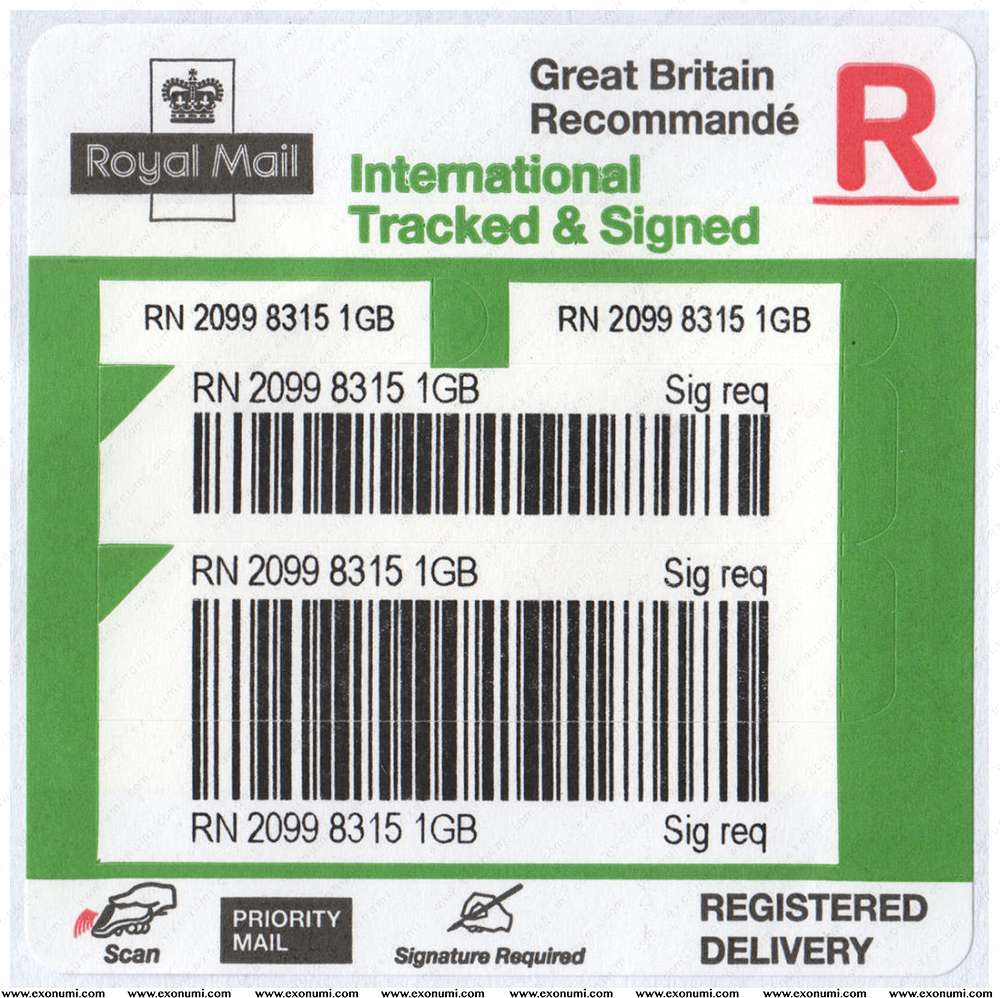 Great Britain
Recommandé
R
Royal Mail
International
Tracked & Signed
RN 2099 8315 1GB
RN 2099 8315 1GB
RN 2099 8315 1GB Sig req
RN 2099 8315 1GB Sig req
RN 2099 8315 1GB Sig req
Scan
PRIORITY
MAIL
Signature Required
REGISTERED
DELIVERY
www.exonumi.com www.exonumi.com www.exonumi.com www.exonumi.com www.exonumi.com www.exonumi.com www.exonumi.com www.exonumi.com